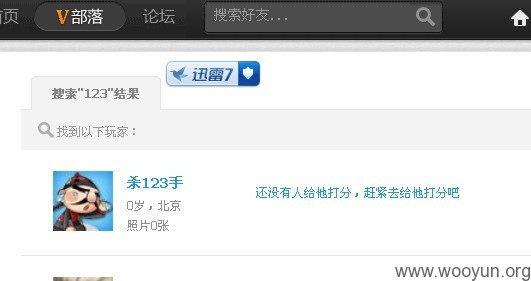 首页 V部落 论坛 搜索好友...
迅雷7
搜索"123"结果
找到以下玩家：
杀123手
还没有人给他打分，赶紧去给他打分吧
0岁，北京
照片0张
www.wooyun.org